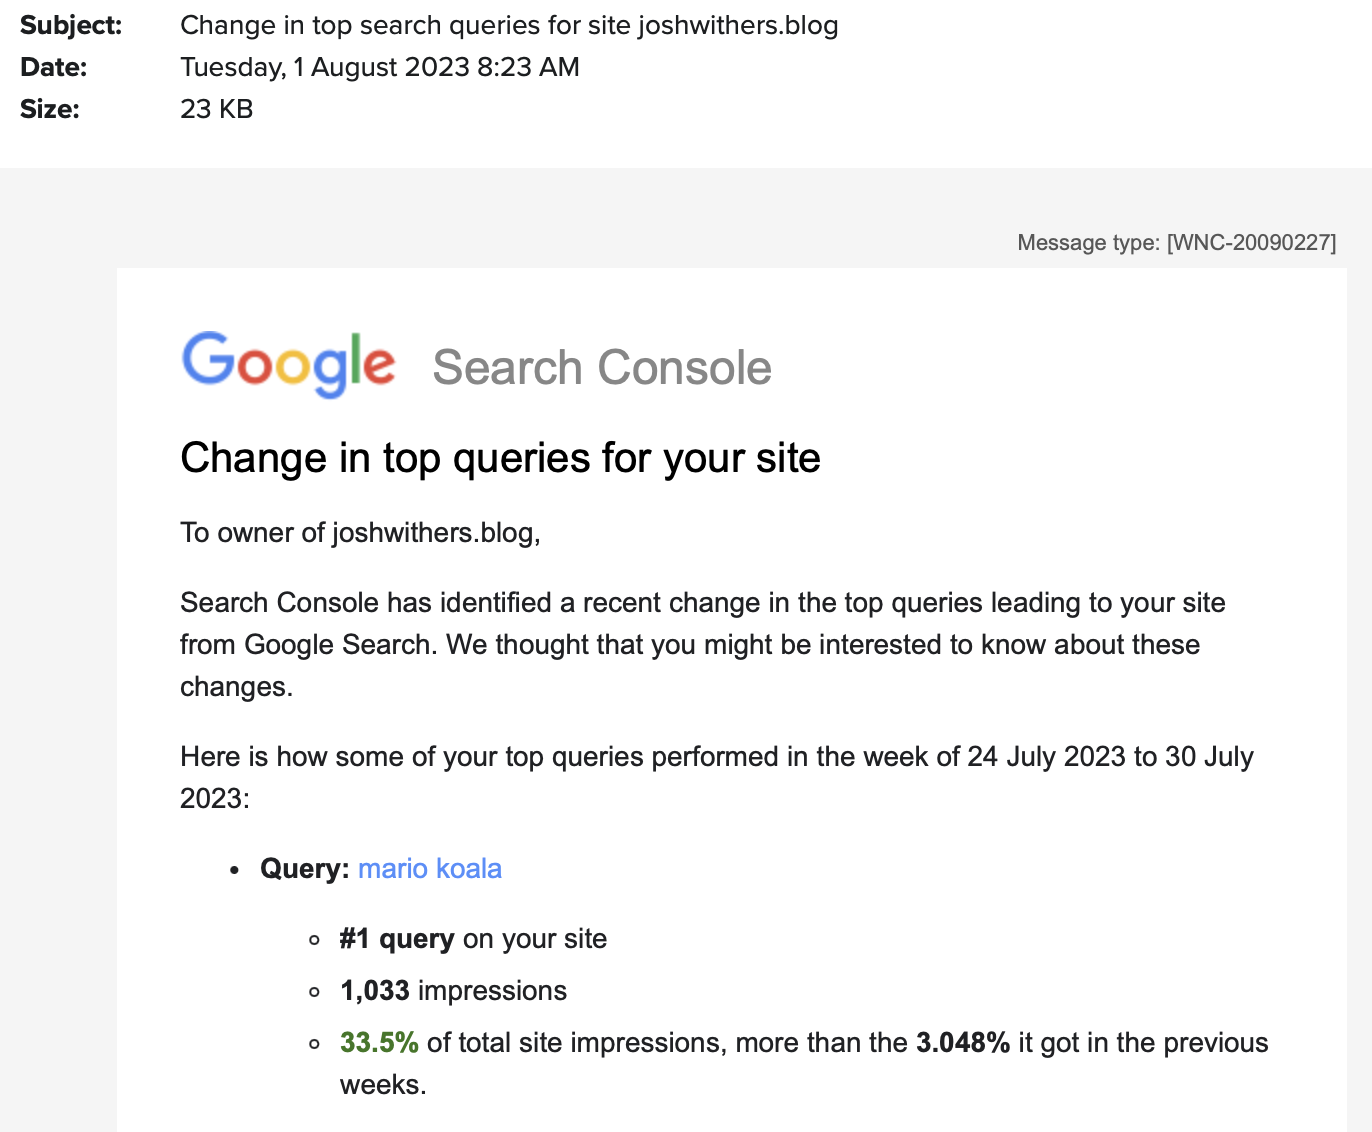 Subject: Change in top search queries for site joshwithers.blog
Date: Tuesday, 1 August 2023 8:23 AM
Size: 23 KB
Message type: [WNC-20090227]
Google Search Console
Change in top queries for your site
To owner of joshwithers.blog,
Search Console has identified a recent change in the top queries leading to your site
from Google Search. We thought that you might be interested to know about these
changes.
Here is how some of your top queries performed in the week of 24 July 2023 to 30 July
2023:
• Query: mario koala
◦ #1 query on your site
◦ 1,033 impressions
◦ 33.5% of total site impressions, more than the 3.048% it got in the previous
weeks.